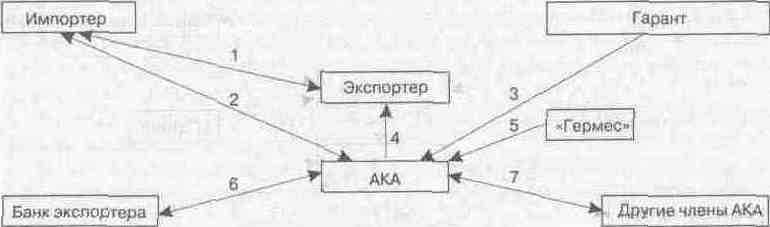 Импортер
Гарант
1
Экспортер
2
3
4
5
«Гермес»
АКА
6
7
Банк экспортера
Другие члены АКА